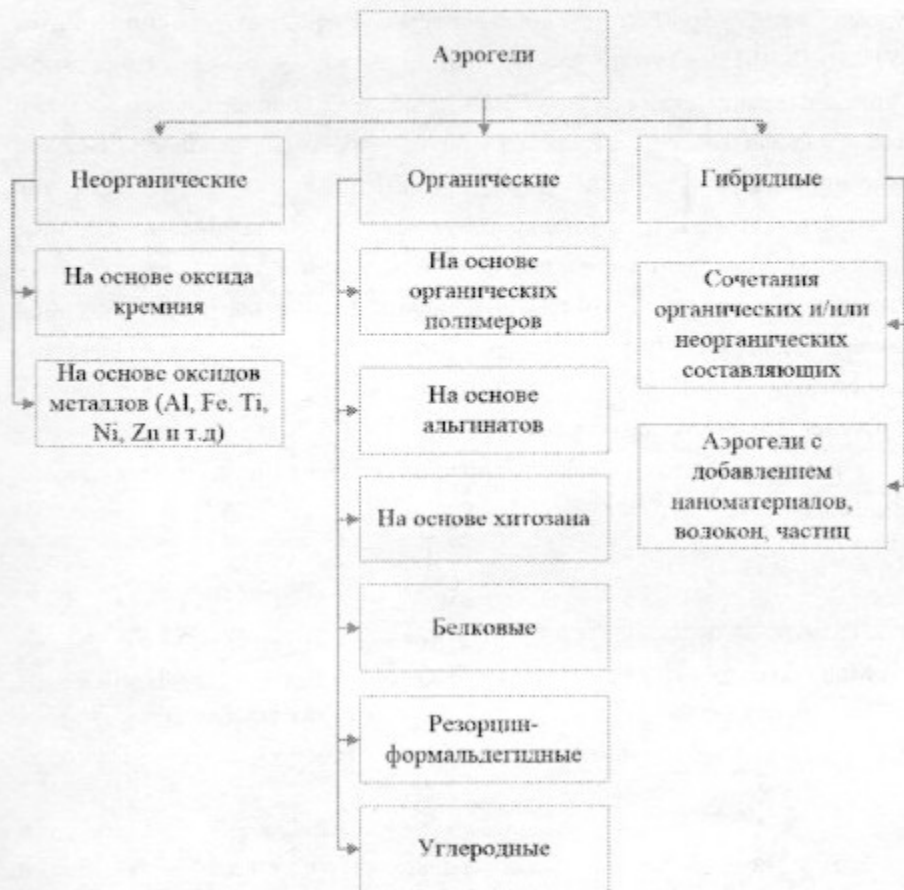 Аэрогели
Неорганические
Органические
Гибридные
На основе оксида
кремния
На основе оксидов
металлов (Al, Fe. Ti,
Ni, Zn и т.д)
На основе
органических
полимеров
На основе
альгинатов
На основе хитозана
Белковые
Резорцин-
формальдегидные
Углеродные
Сочетания
органических и/или
неорганических
составляющих
Аэрогели с
добавлением
наноматериалов,
волокон, частиц